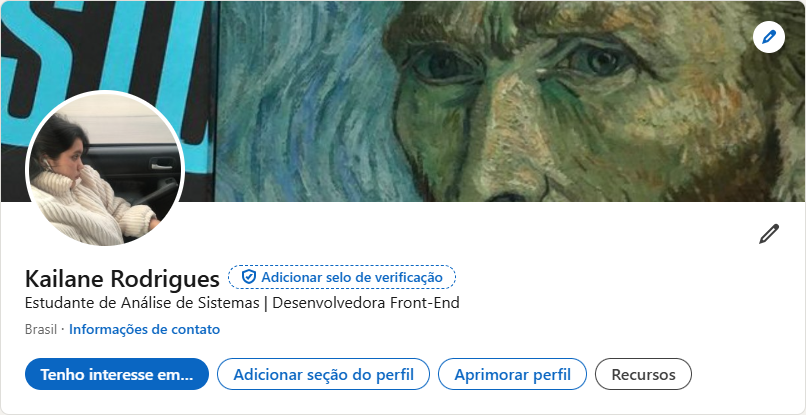 Kailane Rodrigues Adicionar selo de verificação
Estudante de Análise de Sistemas | Desenvolvedora Front-End
Brasil · Informações de contato
Tenho interesse em... Adicionar seção do perfil Aprimorar perfil Recursos